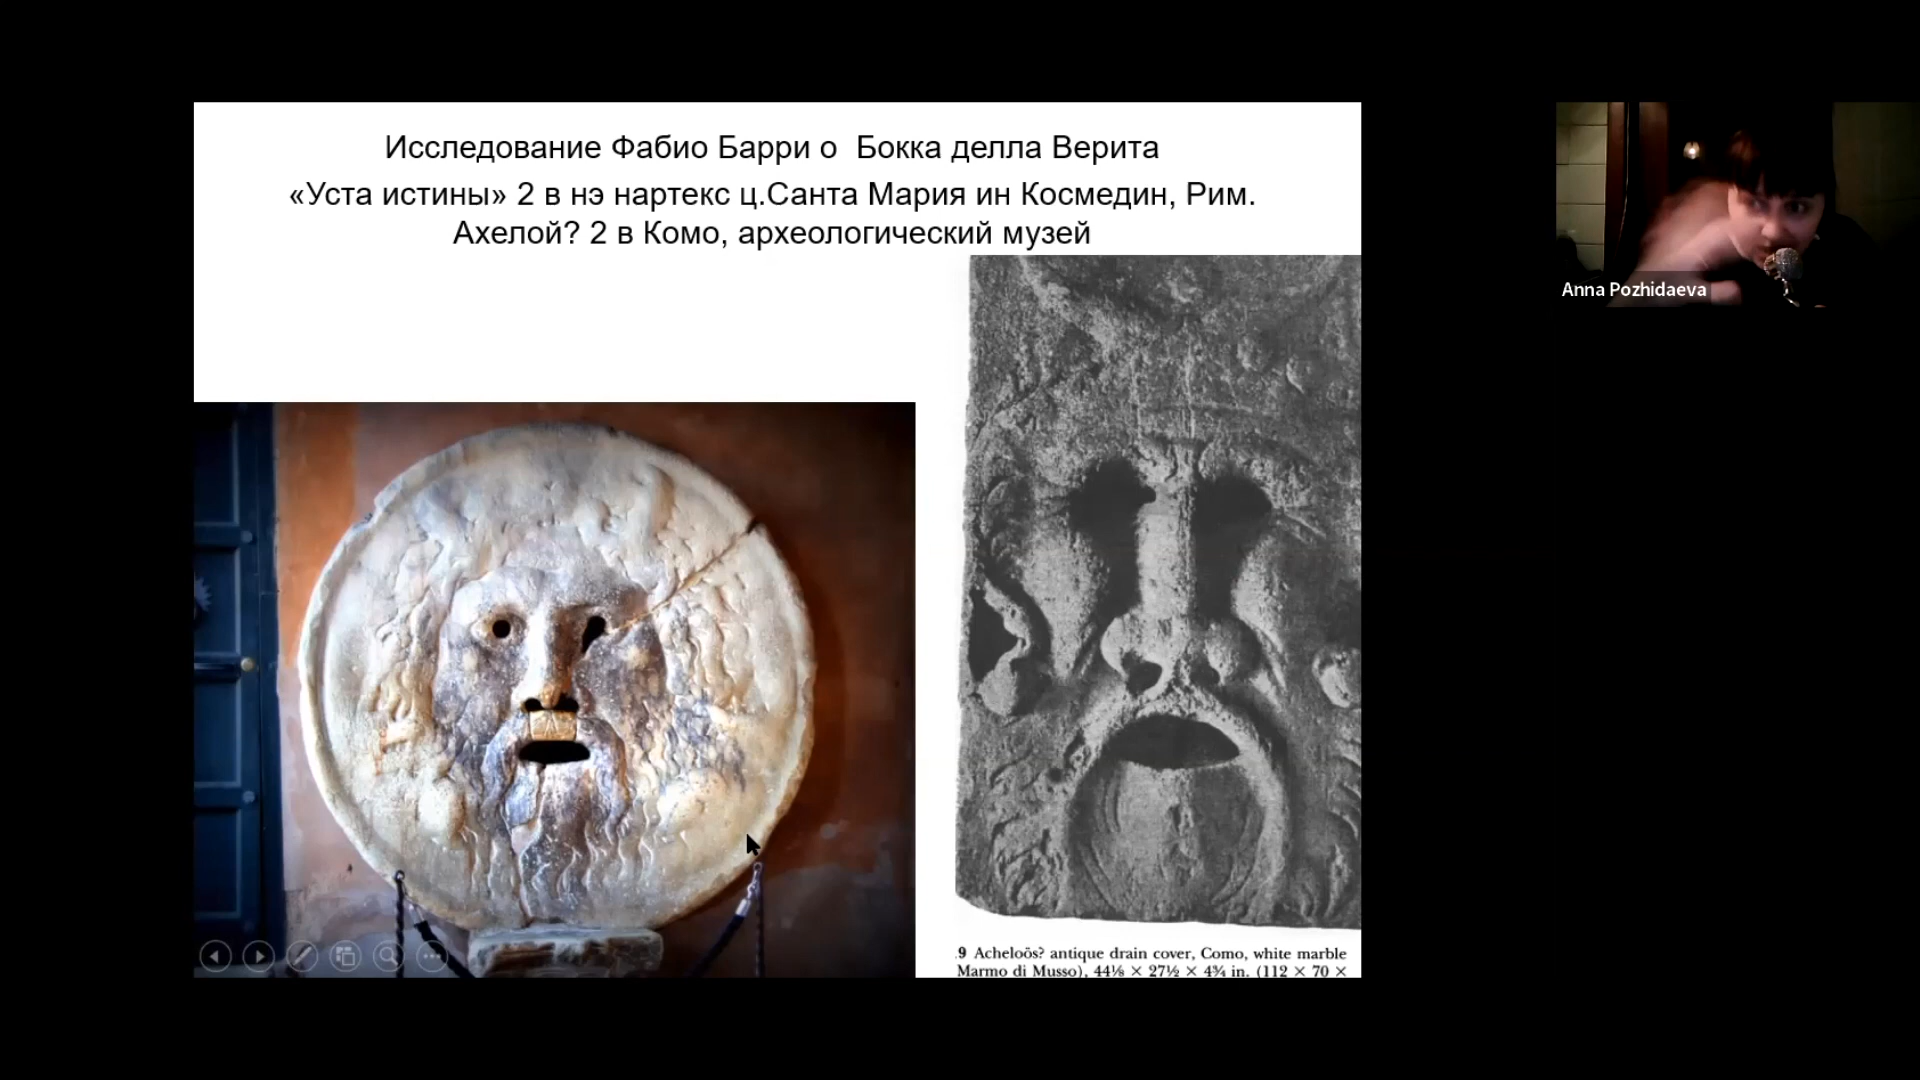 Исследование Фабио Барри о Бокка делла Верита
«Уста истины» 2 в нэ нартекс ц.Санта Мария ин Космедин, Рим.
Ахелой? 2 в Комо, археологический музей
Anna Pozhidaeva
.9 Acheloös? antique drain cover, Como, white marble
Marmo di Musso), 44⅛ × 27½ × 4¾ in. (112 × 70 ×